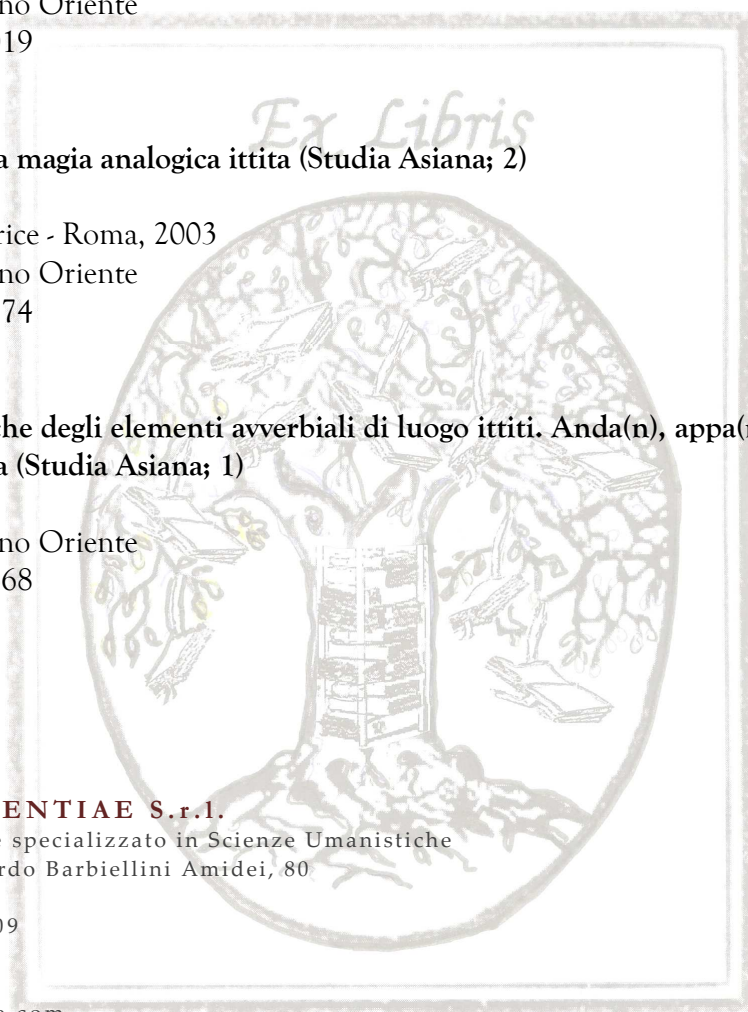 no Oriente
19
Ex Libris
a magia analogica ittita (Studia Asiana; 2)
rice - Roma, 2003
no Oriente
74
che degli elementi avverbiali di luogo ittiti. Anda(n), appa(
a (Studia Asiana; 1)
no Oriente
68
ENTIAE S.r.l.
e specializzato in Scienze Umanistiche
rdo Barbiellini Amidei, 80
09